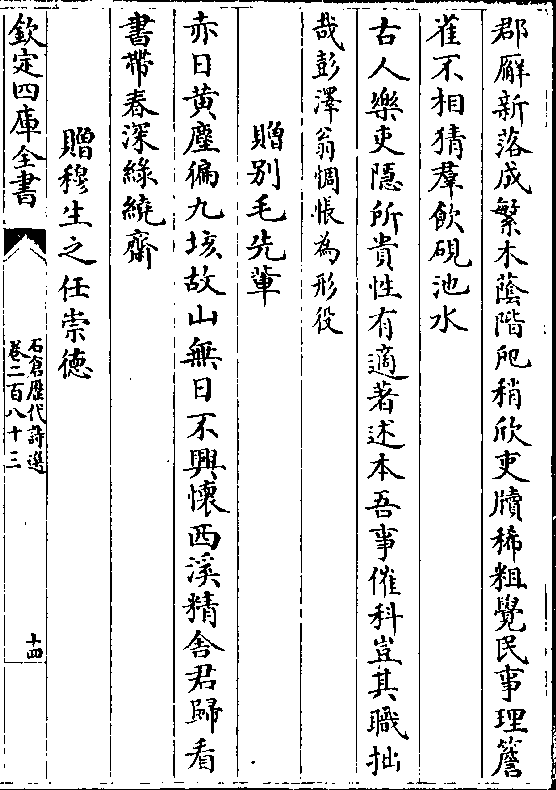 郡廨新落成繁木蔭階戺稍欣吏牘稀粗覺民事理簷
雀不相猜羣飲硯池水
古人樂吏隱所貴性有適著述本吾事催科豈其職拙
哉彭澤翁惆悵為形役
贈别毛先輩
赤日黄塵徧九垓故山無日不興懐西溪精舍君歸看
書帶春深綠繞齋
贈穆生之任崇德
欽定四庫全書
石倉歷代詩選
卷二百八十三
十四